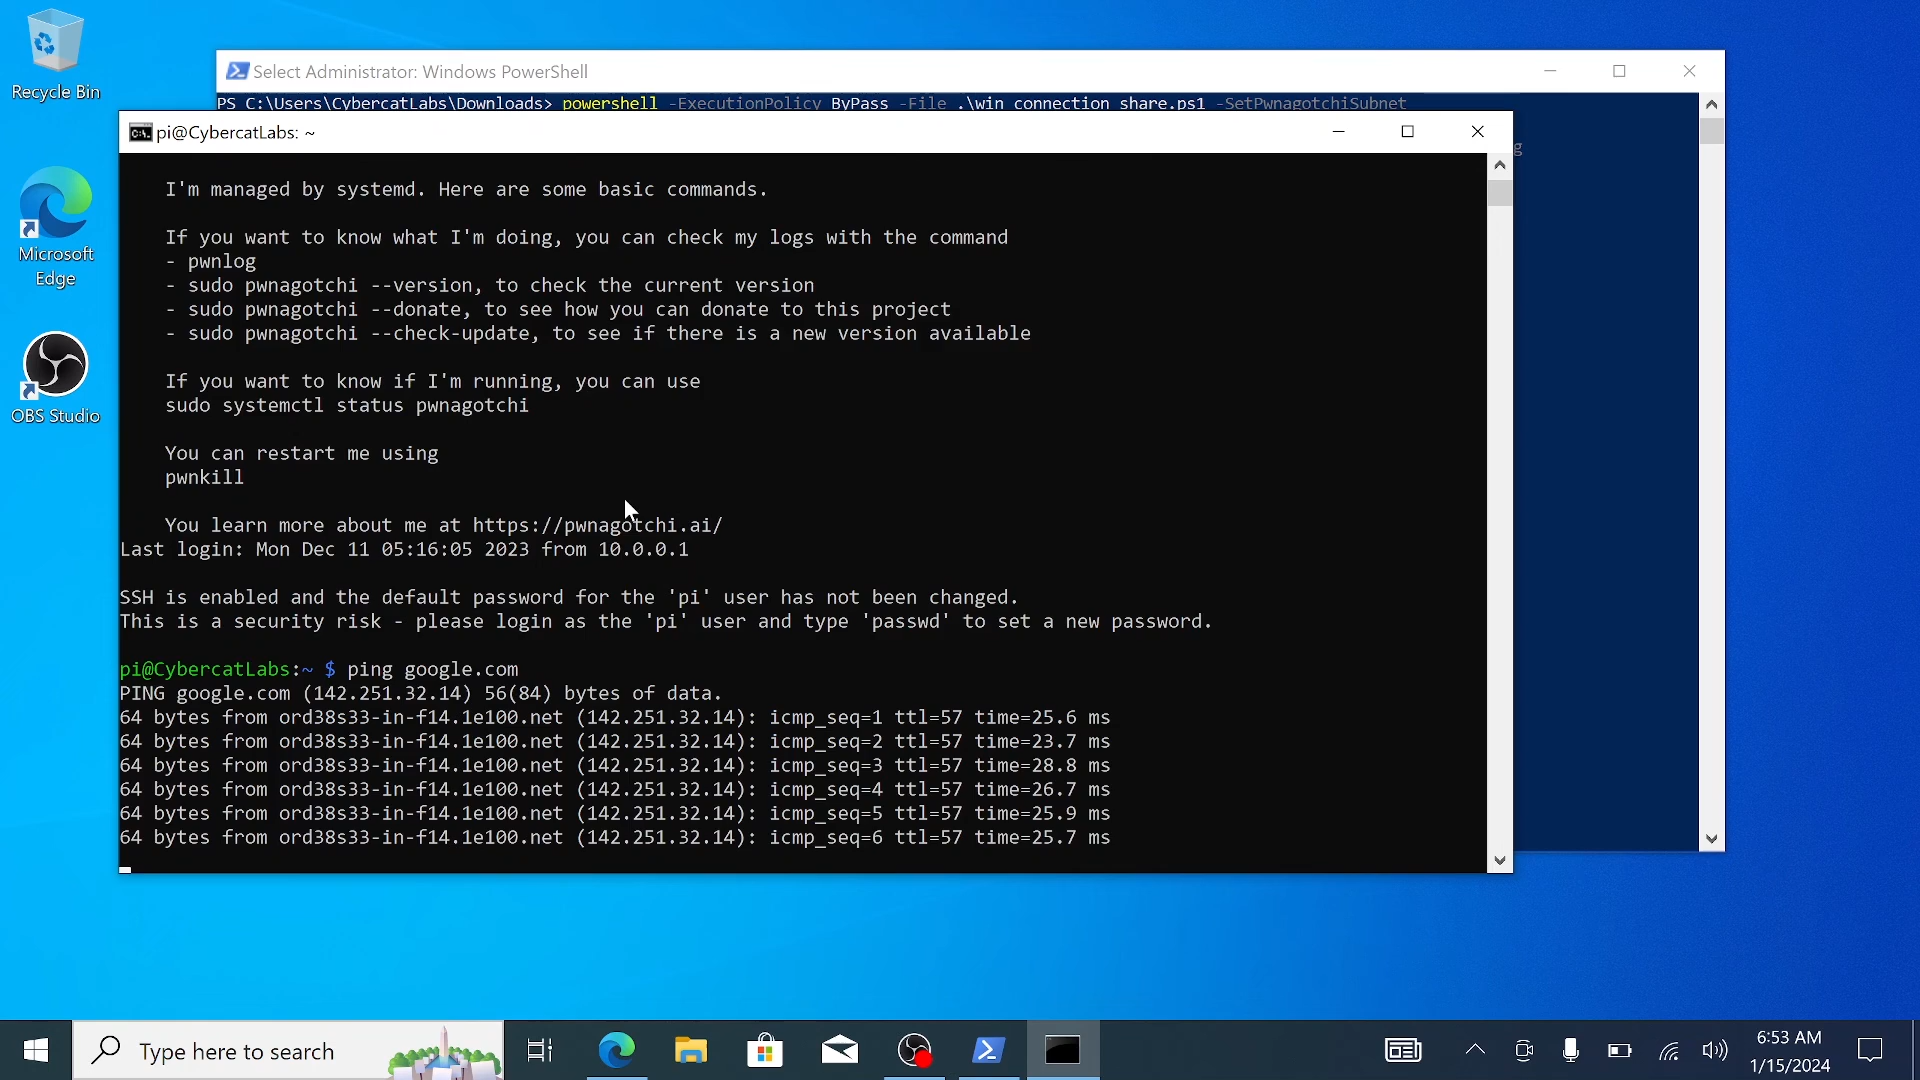 Recycle Bin
Microsoft
Edge
OBS Studio
Select Administrator: Windows PowerShell
PS C:\Users\CybercatLabs\Downloads> powershell -ExecutionPolicy ByPass -File .\win_connection_share.ps1 -SetPwnagotchiSubnet
g
pi@CybercatLabs: ~
I'm managed by systemd. Here are some basic commands.
If you want to know what I'm doing, you can check my logs with the command
- pwnlog
- sudo pwnagotchi --version, to check the current version
- sudo pwnagotchi --donate, to see how you can donate to this project
- sudo pwnagotchi --check-update, to see if there is a new version available
If you want to know if I'm running, you can use
sudo systemctl status pwnagotchi
You can restart me using
pwnkill
You learn more about me at https://pwnagotchi.ai/
Last login: Mon Dec 11 05:16:05 2023 from 10.0.0.1
SSH is enabled and the default password for the 'pi' user has not been changed.
This is a security risk - please login as the 'pi' user and type 'passwd' to set a new password.
pi@CybercatLabs:~ $ ping google.com
PING google.com (142.251.32.14) 56(84) bytes of data.
64 bytes from ord38s33-in-f14.1e100.net (142.251.32.14): icmp_seq=1 ttl=57 time=25.6 ms
64 bytes from ord38s33-in-f14.1e100.net (142.251.32.14): icmp_seq=2 ttl=57 time=23.7 ms
64 bytes from ord38s33-in-f14.1e100.net (142.251.32.14): icmp_seq=3 ttl=57 time=28.8 ms
64 bytes from ord38s33-in-f14.1e100.net (142.251.32.14): icmp_seq=4 ttl=57 time=26.7 ms
64 bytes from ord38s33-in-f14.1e100.net (142.251.32.14): icmp_seq=5 ttl=57 time=25.9 ms
64 bytes from ord38s33-in-f14.1e100.net (142.251.32.14): icmp_seq=6 ttl=57 time=25.7 ms
Type here to search
6:53 AM
1/15/2024